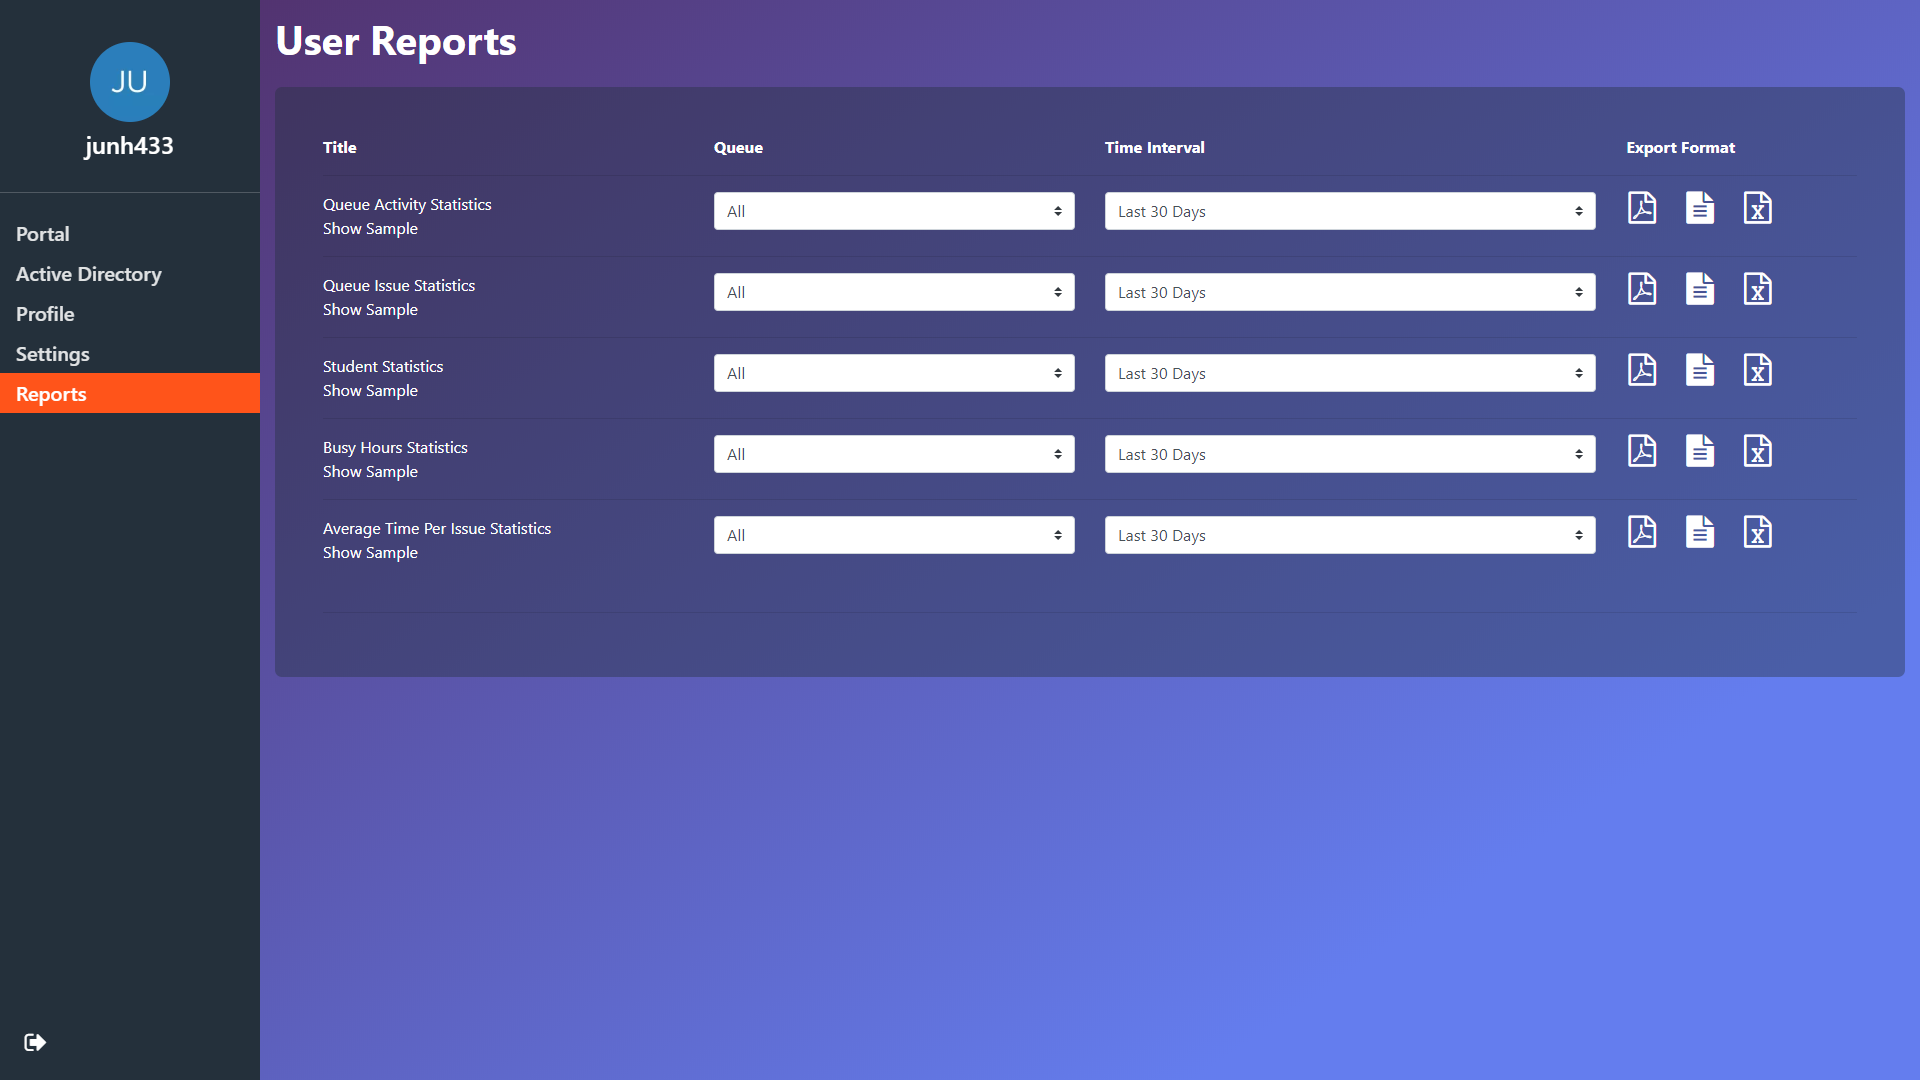 JU
junh433
Portal
Active Directory
Profile
Settings
Reports
User Reports
Title Queue Time Interval Export Format
Queue Activity Statistics All Last 30 Days
Show Sample
Queue Issue Statistics All Last 30 Days
Show Sample
Student Statistics All Last 30 Days
Show Sample
Busy Hours Statistics All Last 30 Days
Show Sample
Average Time Per Issue Statistics All Last 30 Days
Show Sample